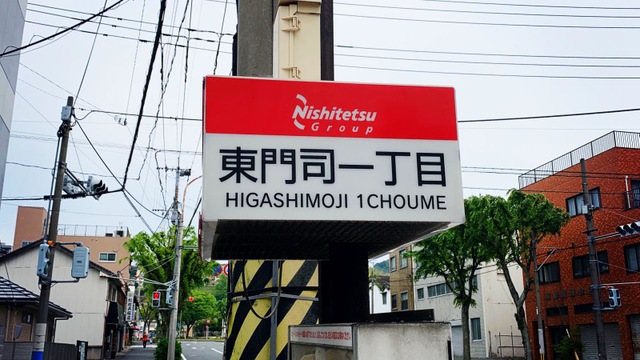 Nishitetsu
Group
東門司一丁目
HIGASHIMOJI 1CHOUME